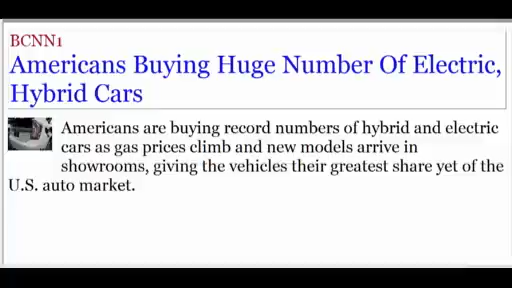 BCNN1
Americans Buying Huge Number Of Electric,
Hybrid Cars
Americans are buying record numbers of hybrid and electric
cars as gas prices climb and new models arrive in
showrooms, giving the vehicles their greatest share yet of the
U.S. auto market.